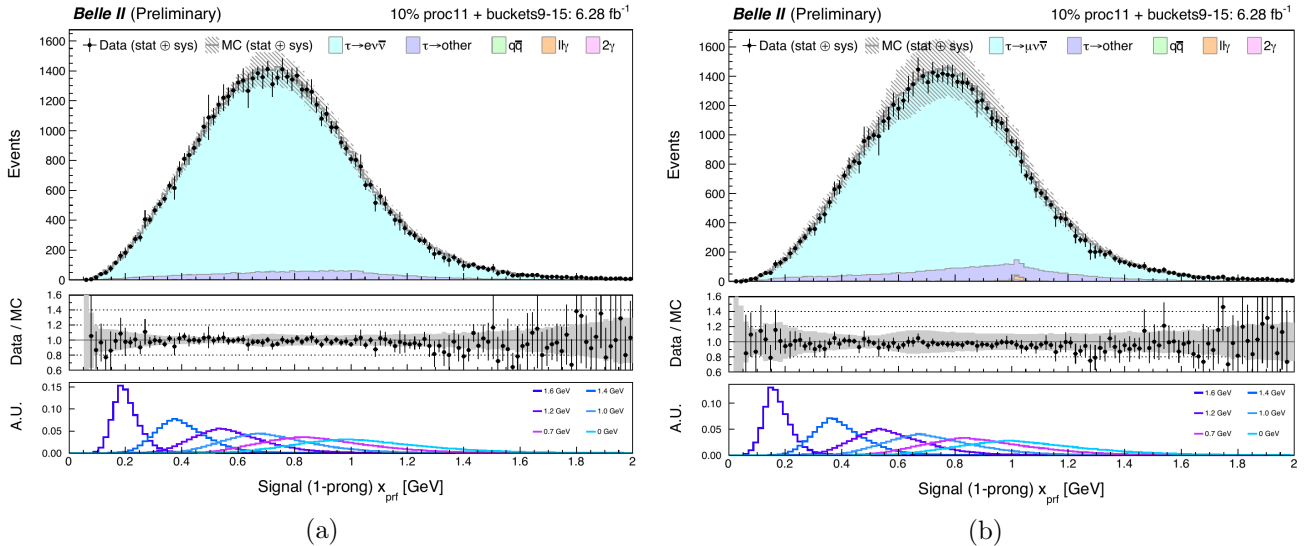 Belle II (Preliminary) 10% proc11 + buckets9-15: 6.28 fb⁻¹
Data (stat ⊕ sys) MC (stat ⊕ sys) τ→eνν̅ τ→other qq̅ llγ 2γ
Events
1600
1400
1200
1000
800
600
400
200
0
Data / MC
1.6
1.4
1.2
1.0
0.8
0.6
A.U.
0.15
0.10
0.05
0.00
1.6 GeV 1.4 GeV
1.2 GeV 1.0 GeV
0.7 GeV 0 GeV
0 0.2 0.4 0.6 0.8 1 1.2 1.4 1.6 1.8 2
Signal (1-prong) x_prf [GeV]
(a)
Belle II (Preliminary) 10% proc11 + buckets9-15: 6.28 fb⁻¹
Data (stat ⊕ sys) MC (stat ⊕ sys) τ→μνν̅ τ→other qq̅ llγ 2γ
Events
1600
1400
1200
1000
800
600
400
200
0
Data / MC
1.6
1.4
1.2
1.0
0.8
0.6
A.U.
0.10
0.05
0.00
1.6 GeV 1.4 GeV
1.2 GeV 1.0 GeV
0.7 GeV 0 GeV
0 0.2 0.4 0.6 0.8 1 1.2 1.4 1.6 1.8 2
Signal (1-prong) x_prf [GeV]
(b)